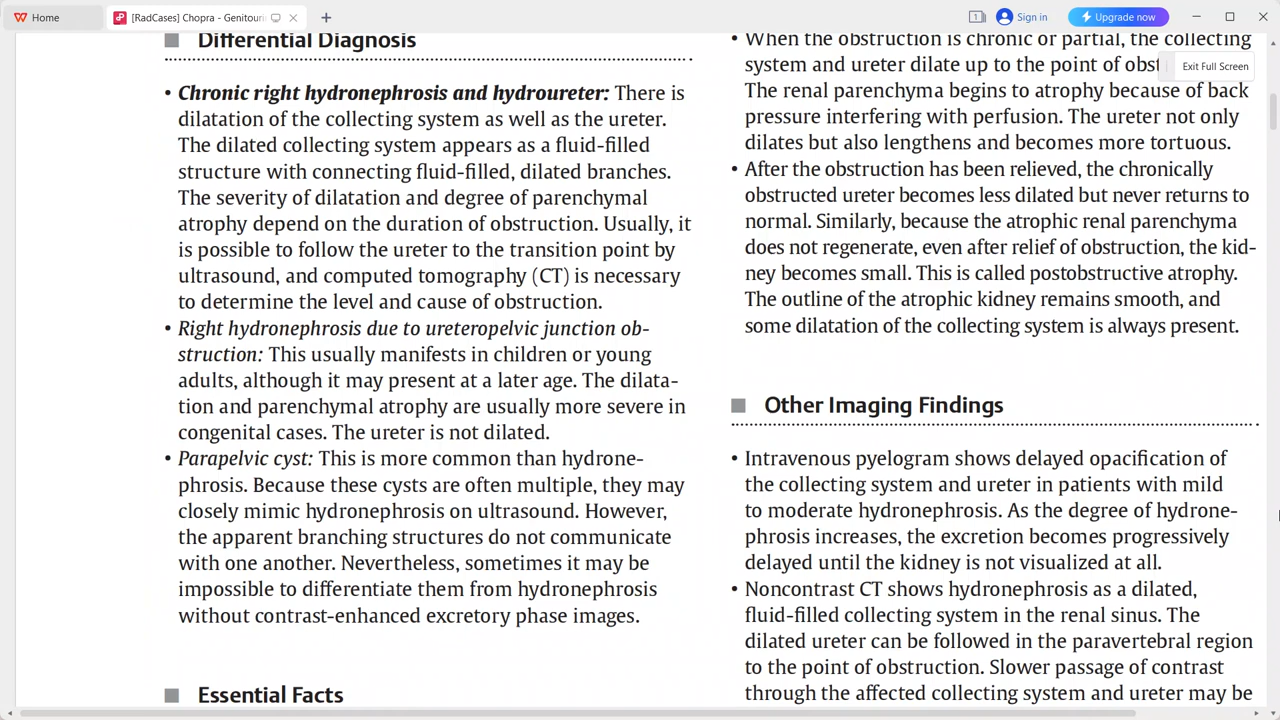 Home
[RadCases] Chopra - Genitouri
1
Sign in
Upgrade now
Exit Full Screen
Differential Diagnosis
• Chronic right hydronephrosis and hydroureter: There is
dilatation of the collecting system as well as the ureter.
The dilated collecting system appears as a fluid-filled
structure with connecting fluid-filled, dilated branches.
The severity of dilatation and degree of parenchymal
atrophy depend on the duration of obstruction. Usually, it
is possible to follow the ureter to the transition point by
ultrasound, and computed tomography (CT) is necessary
to determine the level and cause of obstruction.
• Right hydronephrosis due to ureteropelvic junction ob-
struction: This usually manifests in children or young
adults, although it may present at a later age. The dilata-
tion and parenchymal atrophy are usually more severe in
congenital cases. The ureter is not dilated.
• Parapelvic cyst: This is more common than hydrone-
phrosis. Because these cysts are often multiple, they may
closely mimic hydronephrosis on ultrasound. However,
the apparent branching structures do not communicate
with one another. Nevertheless, sometimes it may be
impossible to differentiate them from hydronephrosis
without contrast-enhanced excretory phase images.
Essential Facts
• When the obstruction is chronic or partial, the collecting
system and ureter dilate up to the point of obst
The renal parenchyma begins to atrophy because of back
pressure interfering with perfusion. The ureter not only
dilates but also lengthens and becomes more tortuous.
• After the obstruction has been relieved, the chronically
obstructed ureter becomes less dilated but never returns to
normal. Similarly, because the atrophic renal parenchyma
does not regenerate, even after relief of obstruction, the kid-
ney becomes small. This is called postobstructive atrophy.
The outline of the atrophic kidney remains smooth, and
some dilatation of the collecting system is always present.
Other Imaging Findings
• Intravenous pyelogram shows delayed opacification of
the collecting system and ureter in patients with mild
to moderate hydronephrosis. As the degree of hydrone-
phrosis increases, the excretion becomes progressively
delayed until the kidney is not visualized at all.
• Noncontrast CT shows hydronephrosis as a dilated,
fluid-filled collecting system in the renal sinus. The
dilated ureter can be followed in the paravertebral region
to the point of obstruction. Slower passage of contrast
through the affected collecting system and ureter may be